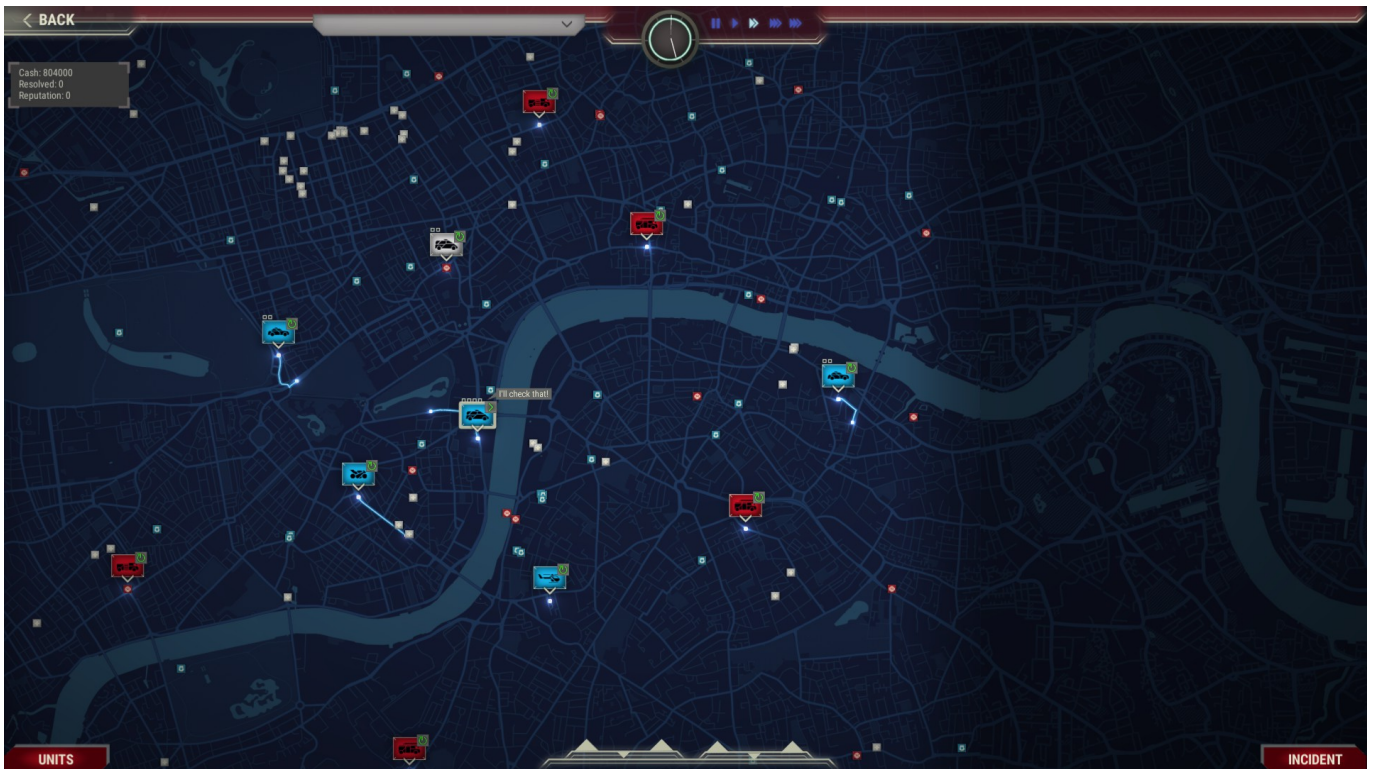 BACK
Cash: 804000
Resolved: 0
Reputation: 0
I'll check that!
UNITS
INCIDENT